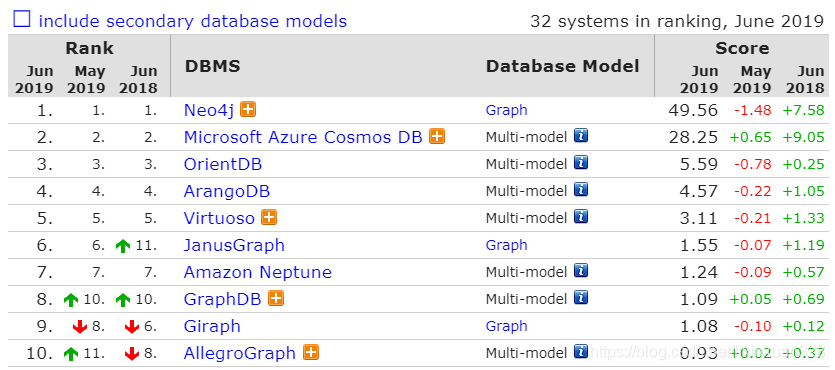 include secondary database models 32 systems in ranking, June 2019
Rank DBMS Database Model Score
Jun 2019 May 2019 Jun 2018 Jun 2019 May 2019 Jun 2018
1. 1. 1. Neo4j Graph 49.56 -1.48 +7.58
2. 2. 2. Microsoft Azure Cosmos DB Multi-model 28.25 +0.65 +9.05
3. 3. 3. OrientDB Multi-model 5.59 -0.78 +0.25
4. 4. 4. ArangoDB Multi-model 4.57 -0.22 +1.05
5. 5. 5. Virtuoso Multi-model 3.11 -0.21 +1.33
6. 6. 11. JanusGraph Graph 1.55 -0.07 +1.19
7. 7. 7. Amazon Neptune Multi-model 1.24 -0.09 +0.57
8. 10. 10. GraphDB Multi-model 1.09 +0.05 +0.69
9. 8. 6. Giraph Graph 1.08 -0.10 +0.12
10. 11. 8. AllegroGraph Multi-model 0.93 +0.02 +0.37